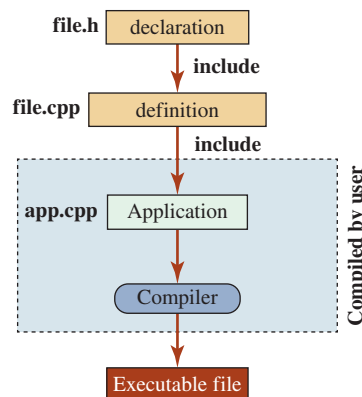 file.h declaration
include
file.cpp definition
include
app.cpp Application
Compiler
Compiled by user
Executable file